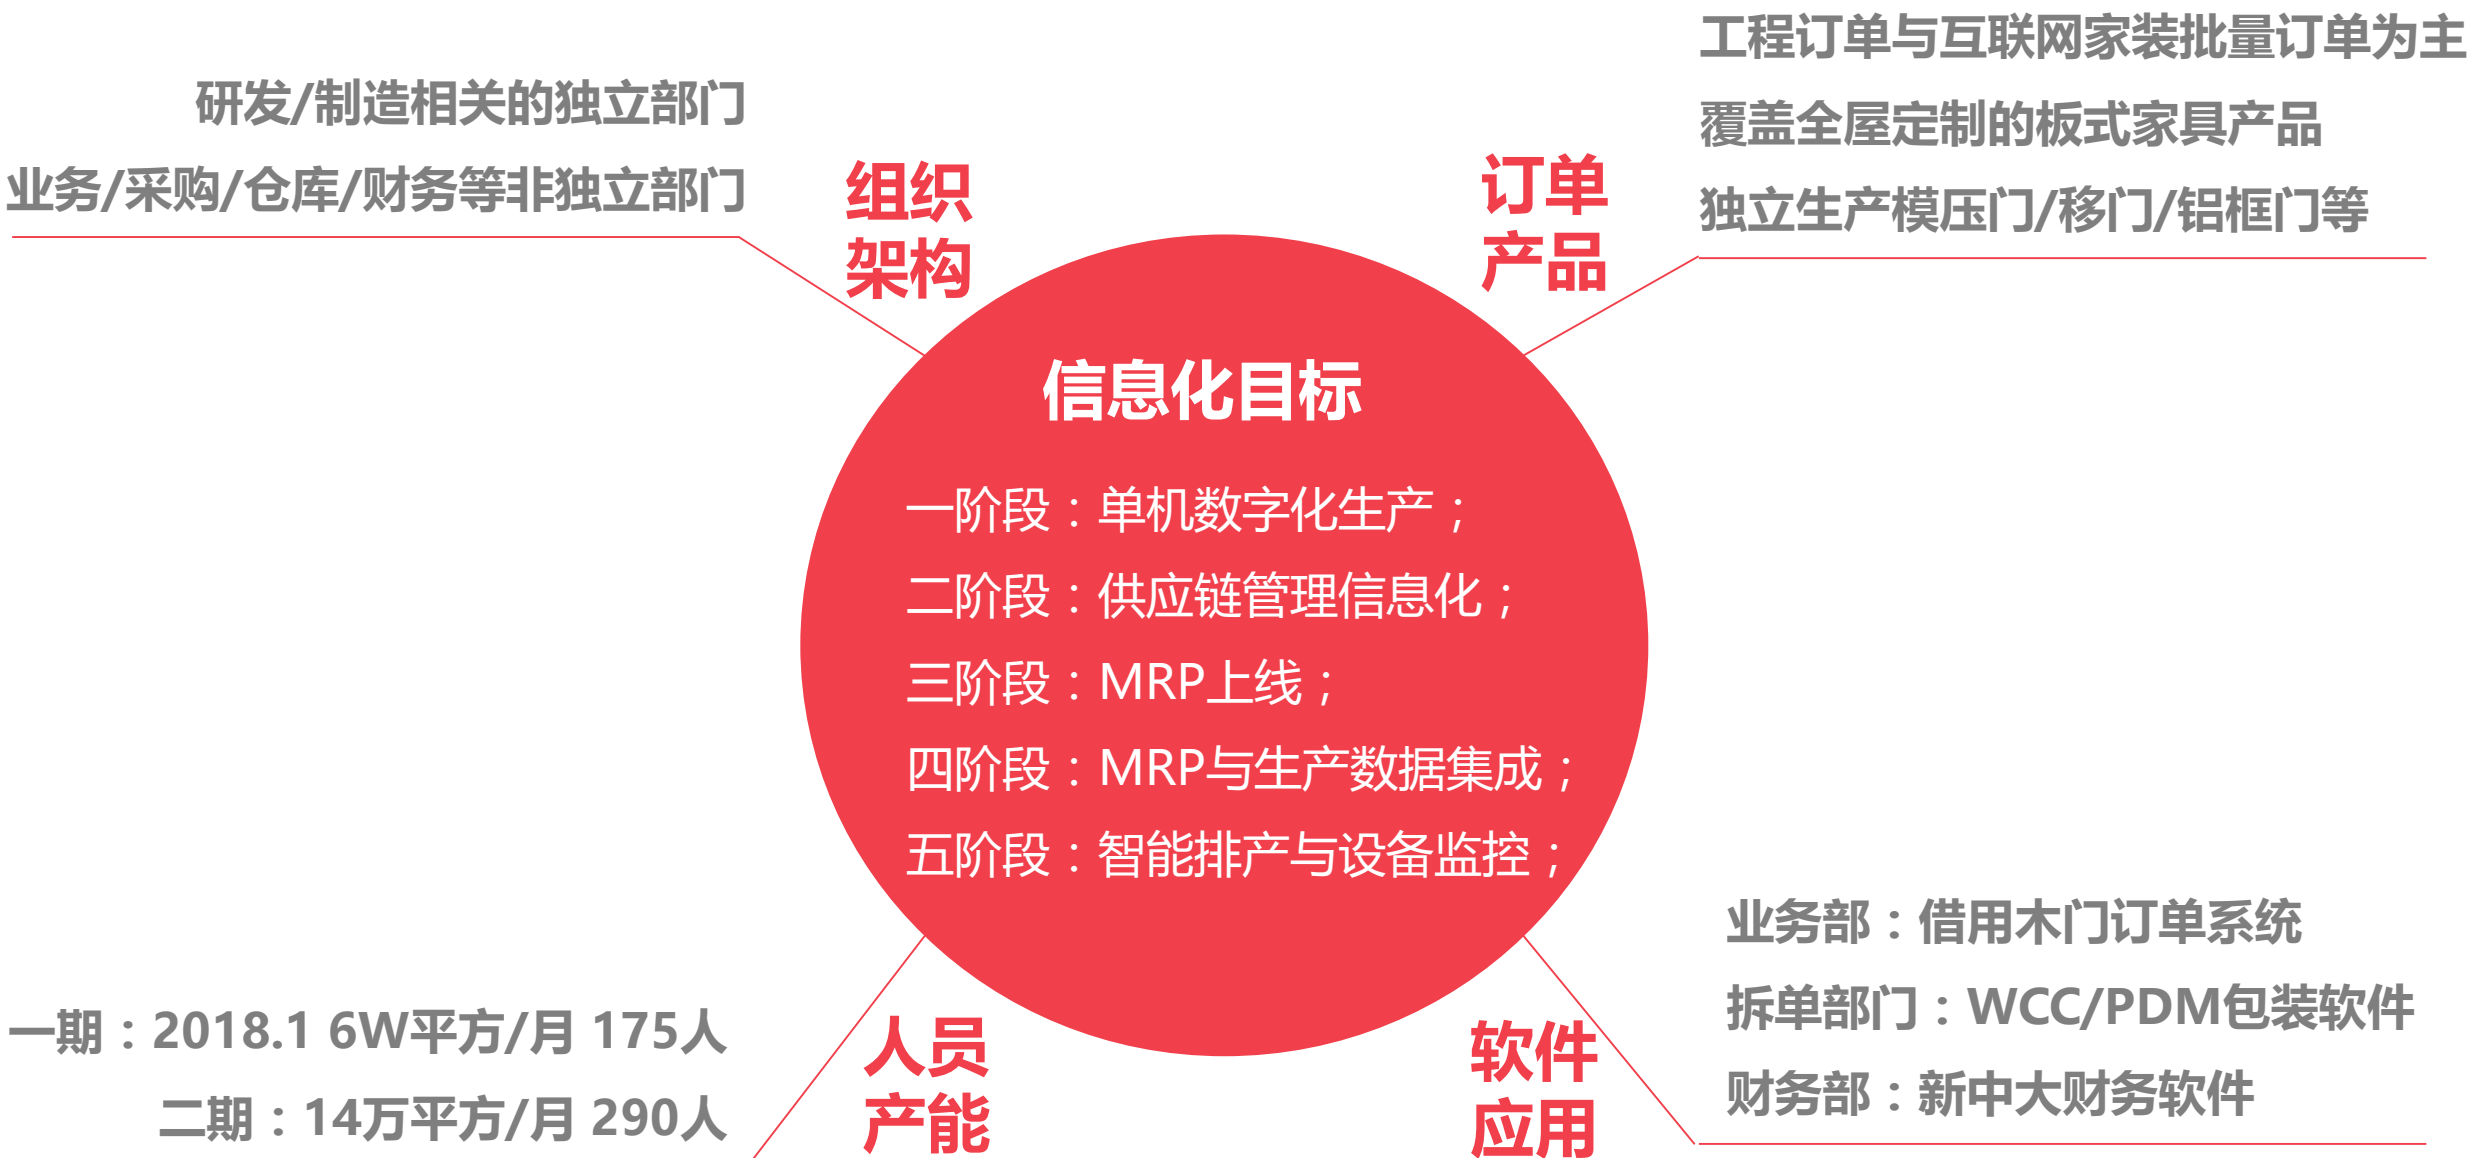 研发/制造相关的独立部门
业务/采购/仓库/财务等非独立部门
组织
架构
工程订单与互联网家装批量订单为主
覆盖全屋定制的板式家具产品
独立生产模压门/移门/铝框门等
订单
产品
信息化目标
一阶段：单机数字化生产；
二阶段：供应链管理信息化；
三阶段：MRP上线；
四阶段：MRP与生产数据集成；
五阶段：智能排产与设备监控；
一期：2018.1 6W平方/月 175人
二期：14万平方/月 290人
人员
产能
软件
应用
业务部：借用木门订单系统
拆单部门：WCC/PDM包装软件
财务部：新中大财务软件